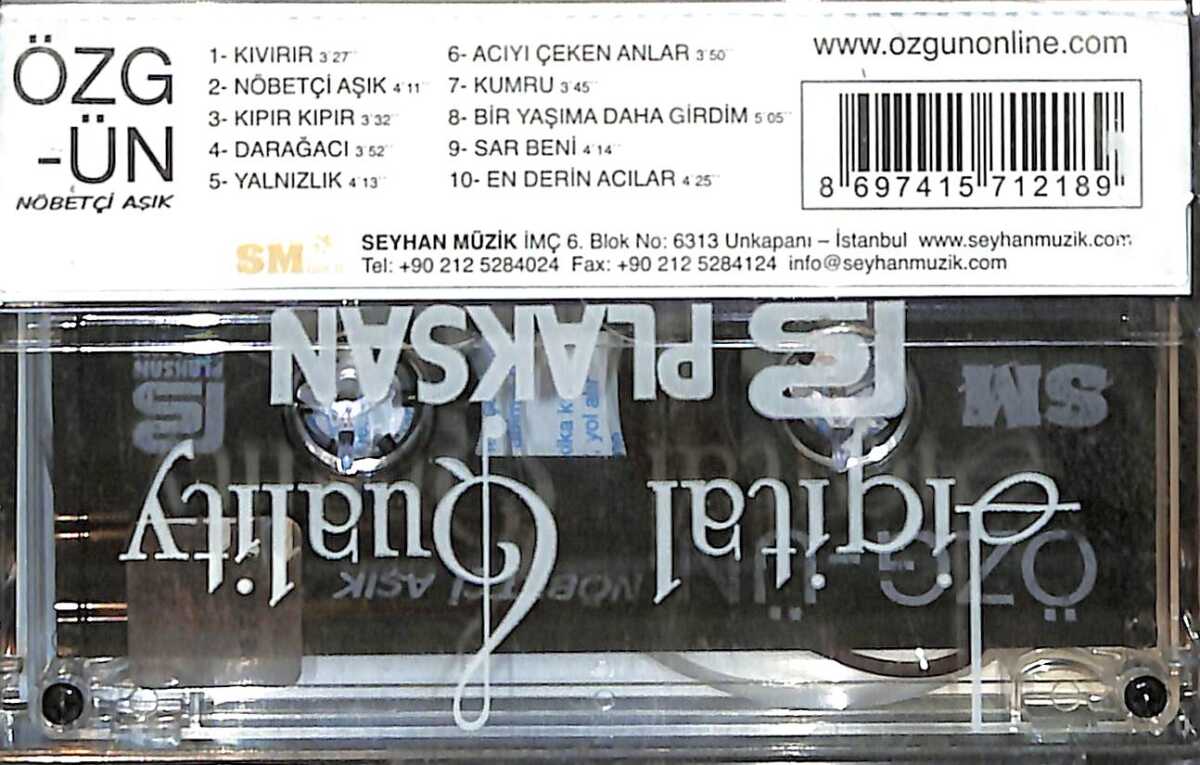 ÖZG
-ÜN
NÖBETÇİ AŞIK
1- KIVIRIR 3'27''
2- NÖBETÇİ AŞIK 4'11''
3- KIPIR KIPIR 3'32''
4- DARAĞACI 3'52''
5- YALNIZLIK 4'13''
6- ACIYI ÇEKEN ANLAR 3'50''
7- KUMRU 3'45''
8- BİR YAŞIMA DAHA GİRDİM 5'05''
9- SAR BENİ 4'14''
10- EN DERİN ACILAR 4'25''
www.ozgunonline.com
8 697415 712189
SM
SEYHAN MÜZİK İMÇ 6. Blok No: 6313 Unkapanı – İstanbul www.seyhanmuzik.com
Tel: +90 212 5284024 Fax: +90 212 5284124 info@seyhanmuzik.com
PLAKSAN
PLAKSAN
SM
Digital Quality
ÖZG-ÜN
NÖBETÇİ AŞIK